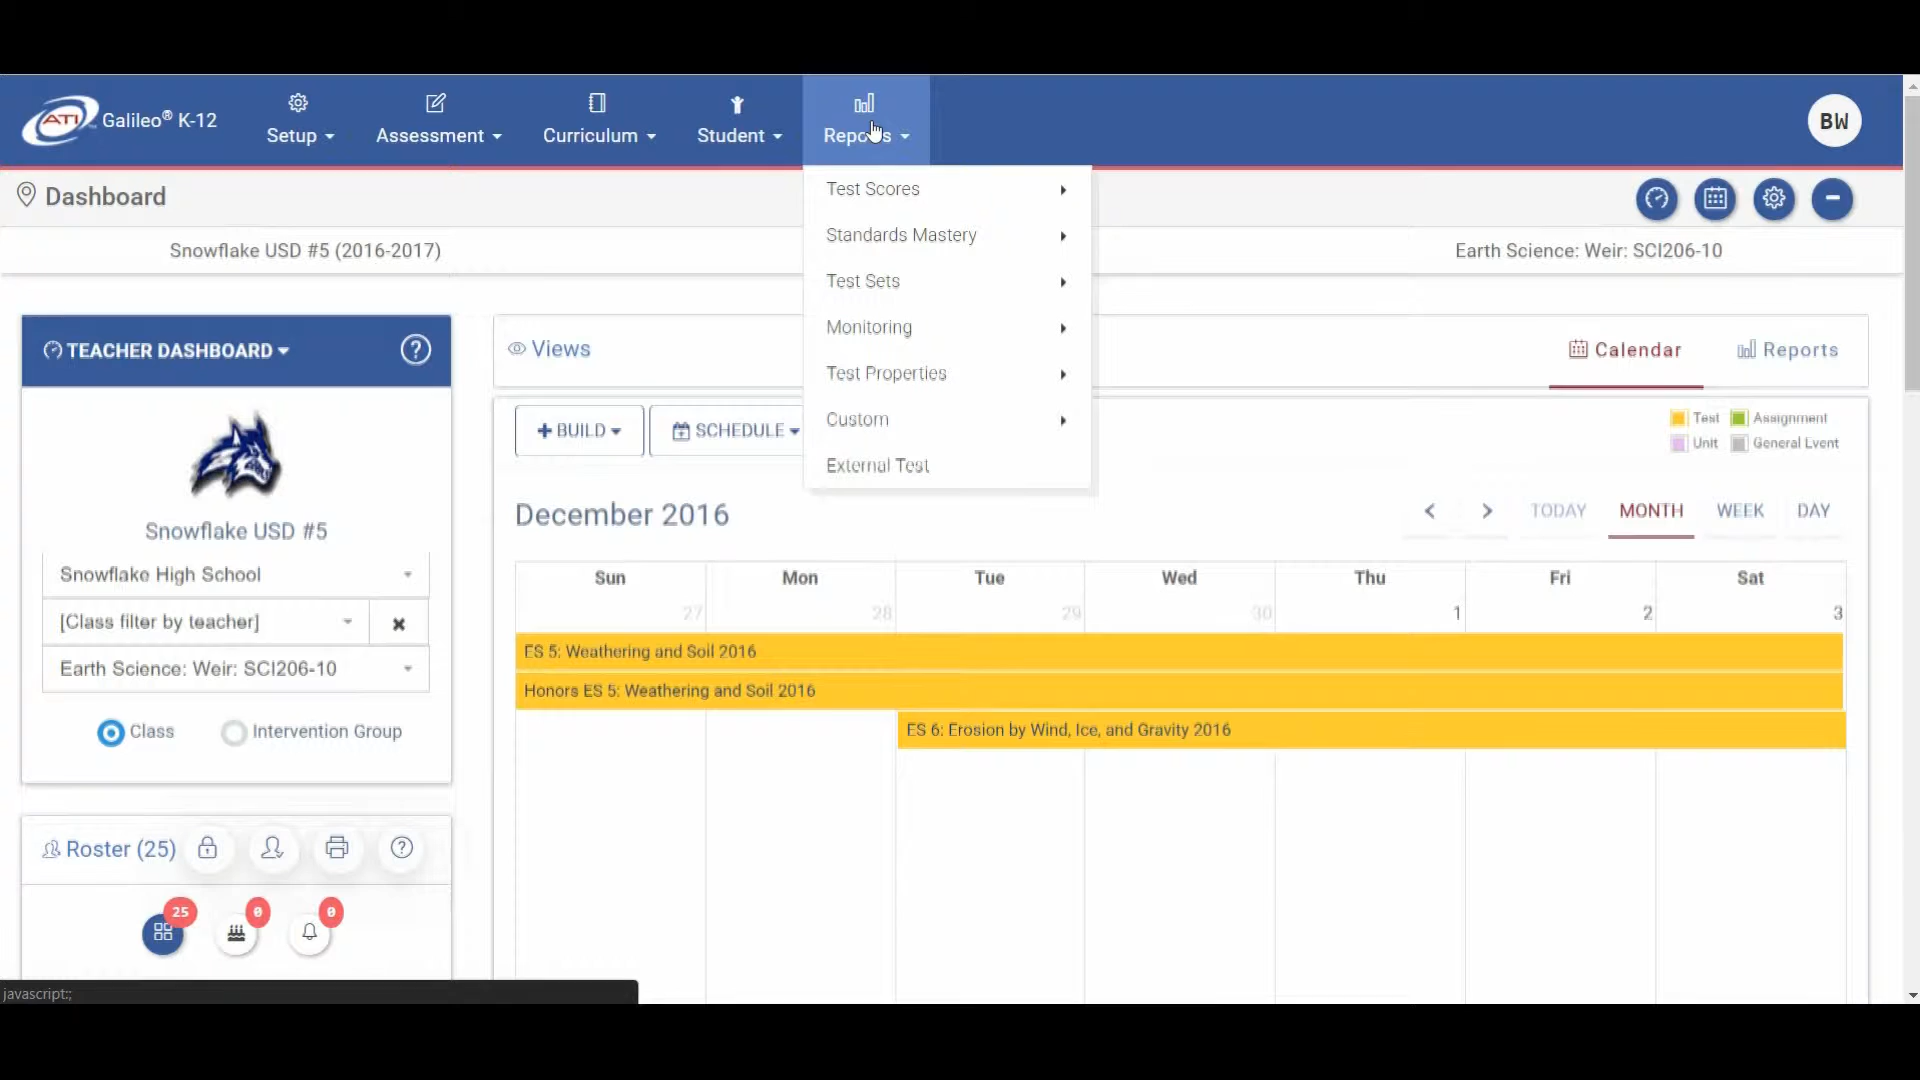 ATI Galileo® K-12
Setup
Assessment
Curriculum
Student
Reports
BW
Dashboard
Snowflake USD #5 (2016-2017)
Earth Science: Weir: SCI206-10
Test Scores
Standards Mastery
Test Sets
Monitoring
Test Properties
Custom
External Test
TEACHER DASHBOARD
?
Snowflake USD #5
Snowflake High School
[Class filter by teacher]
Earth Science: Weir: SCI206-10
Class
Intervention Group
Roster (25)
?
25
0
0
Views
Calendar
Reports
BUILD
SCHEDULE
Test
Assignment
Unit
General Event
December 2016
TODAY
MONTH
WEEK
DAY
Sun Mon Tue Wed Thu Fri Sat
27 28 29 30 1 2 3
ES 5: Weathering and Soil 2016
Honors ES 5: Weathering and Soil 2016
ES 6: Erosion by Wind, Ice, and Gravity 2016
javascript:;